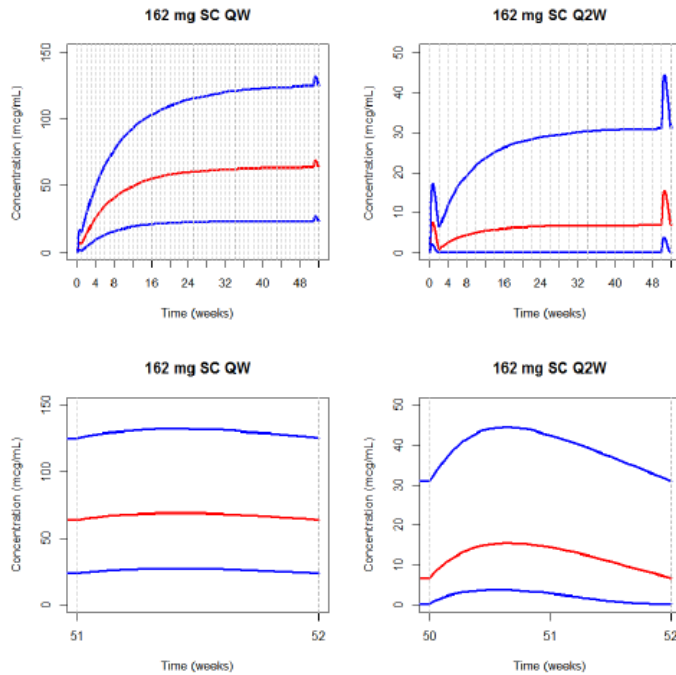 162 mg SC QW
Concentration (mcg/mL)
150
100
50
0
0 4 8 16 24 32 40 48
Time (weeks)
162 mg SC Q2W
Concentration (mcg/mL)
50
40
30
20
10
0
0 4 8 16 24 32 40 48
Time (weeks)
162 mg SC QW
Concentration (mcg/mL)
150
100
50
0
51 52
Time (weeks)
162 mg SC Q2W
Concentration (mcg/mL)
50
40
30
20
10
0
50 51 52
Time (weeks)